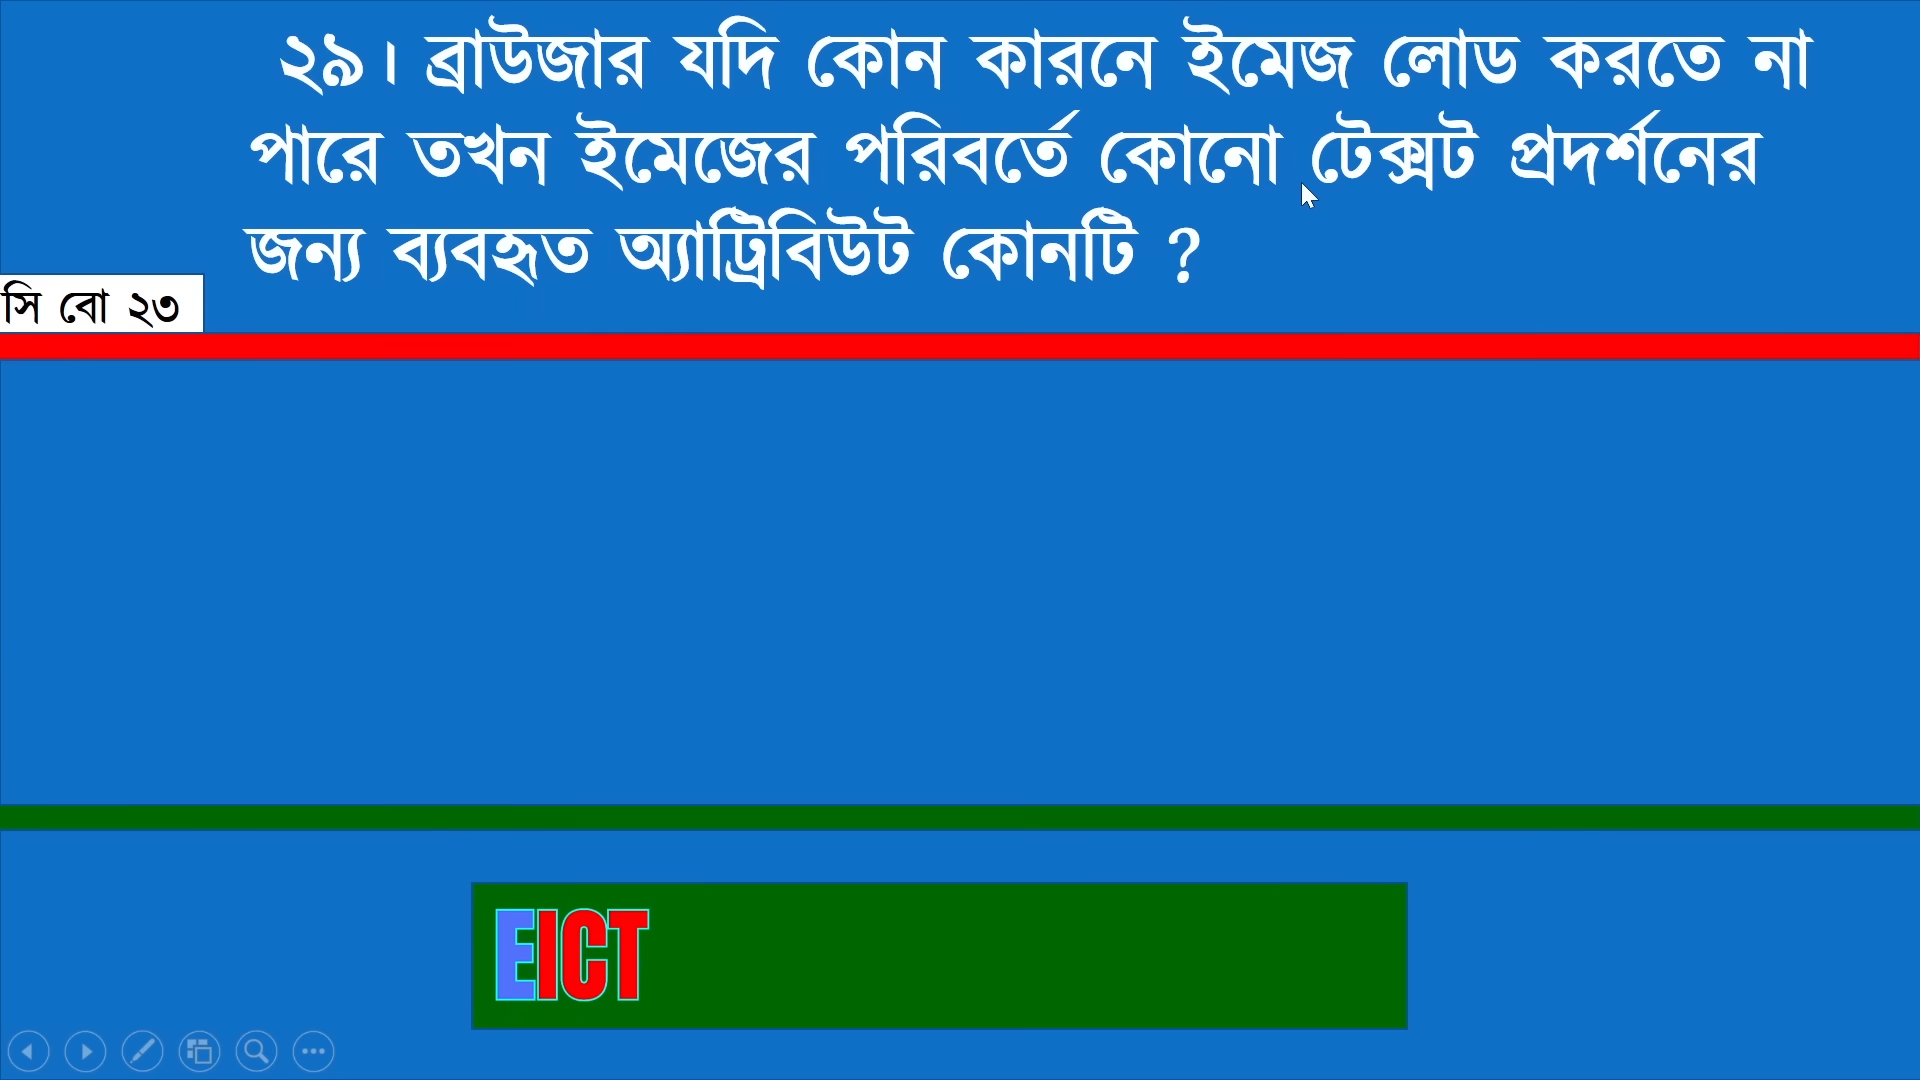 ২৯। ব্রাউজার যদি কোন কারনে ইমেজ লোড করতে না
পারে তখন ইমেজের পরিবর্তে কোনো টেক্সট প্রদর্শনের
জন্য ব্যবহৃত অ্যাট্রিবিউট কোনটি ?
সি বো ২৩
EICT